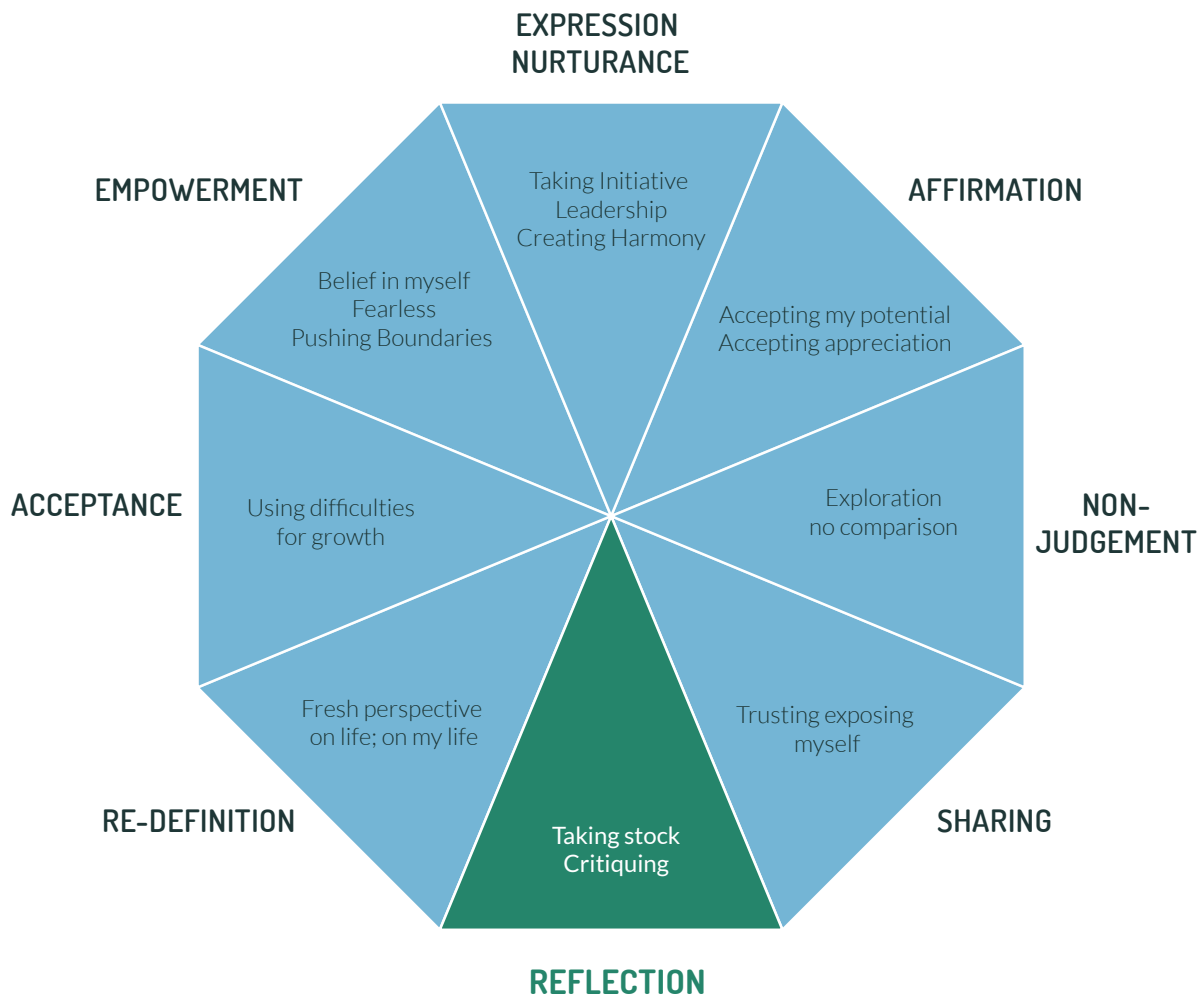 EXPRESSION
NURTURANCE
EMPOWERMENT
AFFIRMATION
Taking Initiative
Leadership
Creating Harmony
Belief in myself
Fearless
Pushing Boundaries
Accepting my potential
Accepting appreciation
ACCEPTANCE
Using difficulties
for growth
Exploration
no comparison
NON-
JUDGEMENT
Fresh perspective
on life; on my life
Trusting exposing
myself
RE-DEFINITION
SHARING
Taking stock
Critiquing
REFLECTION